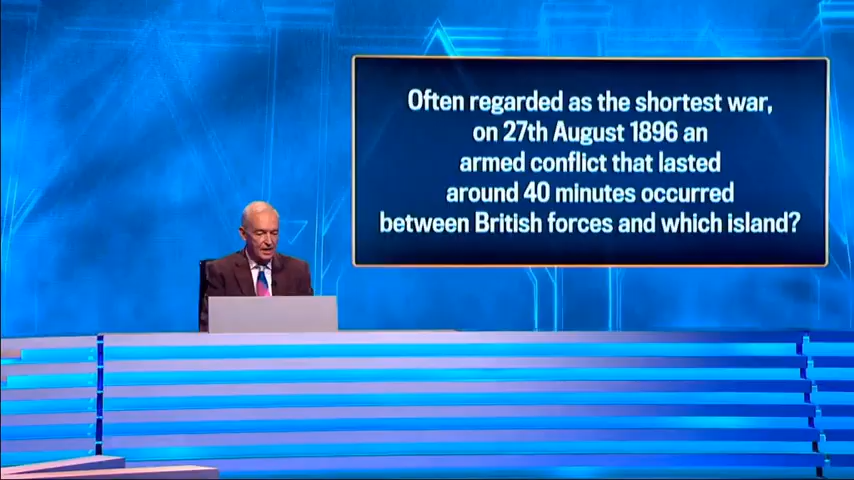 Often regarded as the shortest war,
on 27th August 1896 an
armed conflict that lasted
around 40 minutes occurred
between British forces and which island?